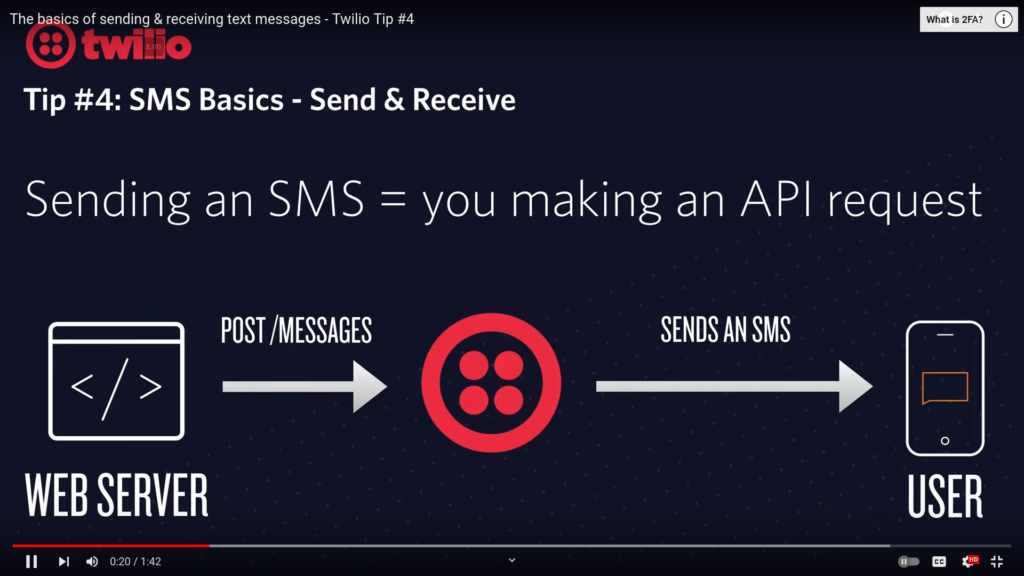 The basics of sending & receiving text messages - Twilio Tip #4
What is 2FA?
twilio
Tip #4: SMS Basics - Send & Receive
Sending an SMS = you making an API request
POST /MESSAGES
SENDS AN SMS
</>
WEB SERVER
USER
0:20 / 1:42
CC
HD